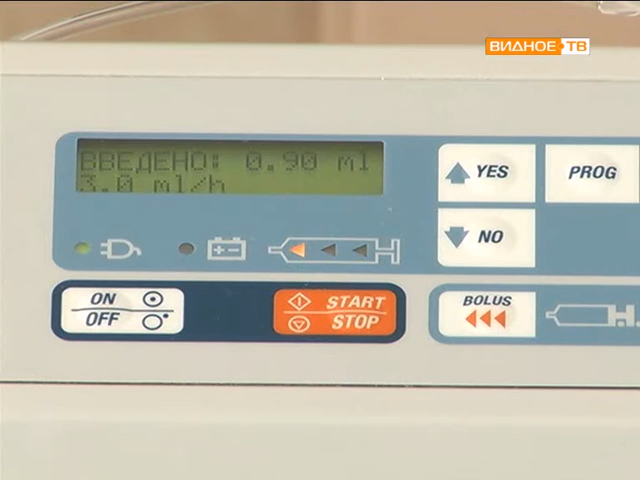 ВИДНОЕ ТВ
ВВЕДЕНО: 0.90 ml
3.0 ml/h
YES
PROG
NO
ON
OFF
START
STOP
BOLUS